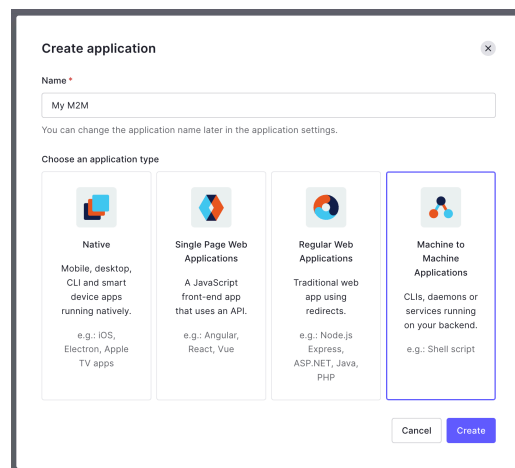 Create application
Name *
My M2M
You can change the application name later in the application settings.
Choose an application type
Native
Mobile, desktop,
CLI and smart
device apps
running natively.
e.g.: iOS,
Electron, Apple
TV apps
Single Page Web
Applications
A JavaScript
front-end app
that uses an API.
e.g.: Angular,
React, Vue
Regular Web
Applications
Traditional web
app using
redirects.
e.g.: Node.js
Express,
ASP.NET, Java,
PHP
Machine to
Machine
Applications
CLIs, daemons or
services running
on your backend.
e.g.: Shell script
Cancel
Create